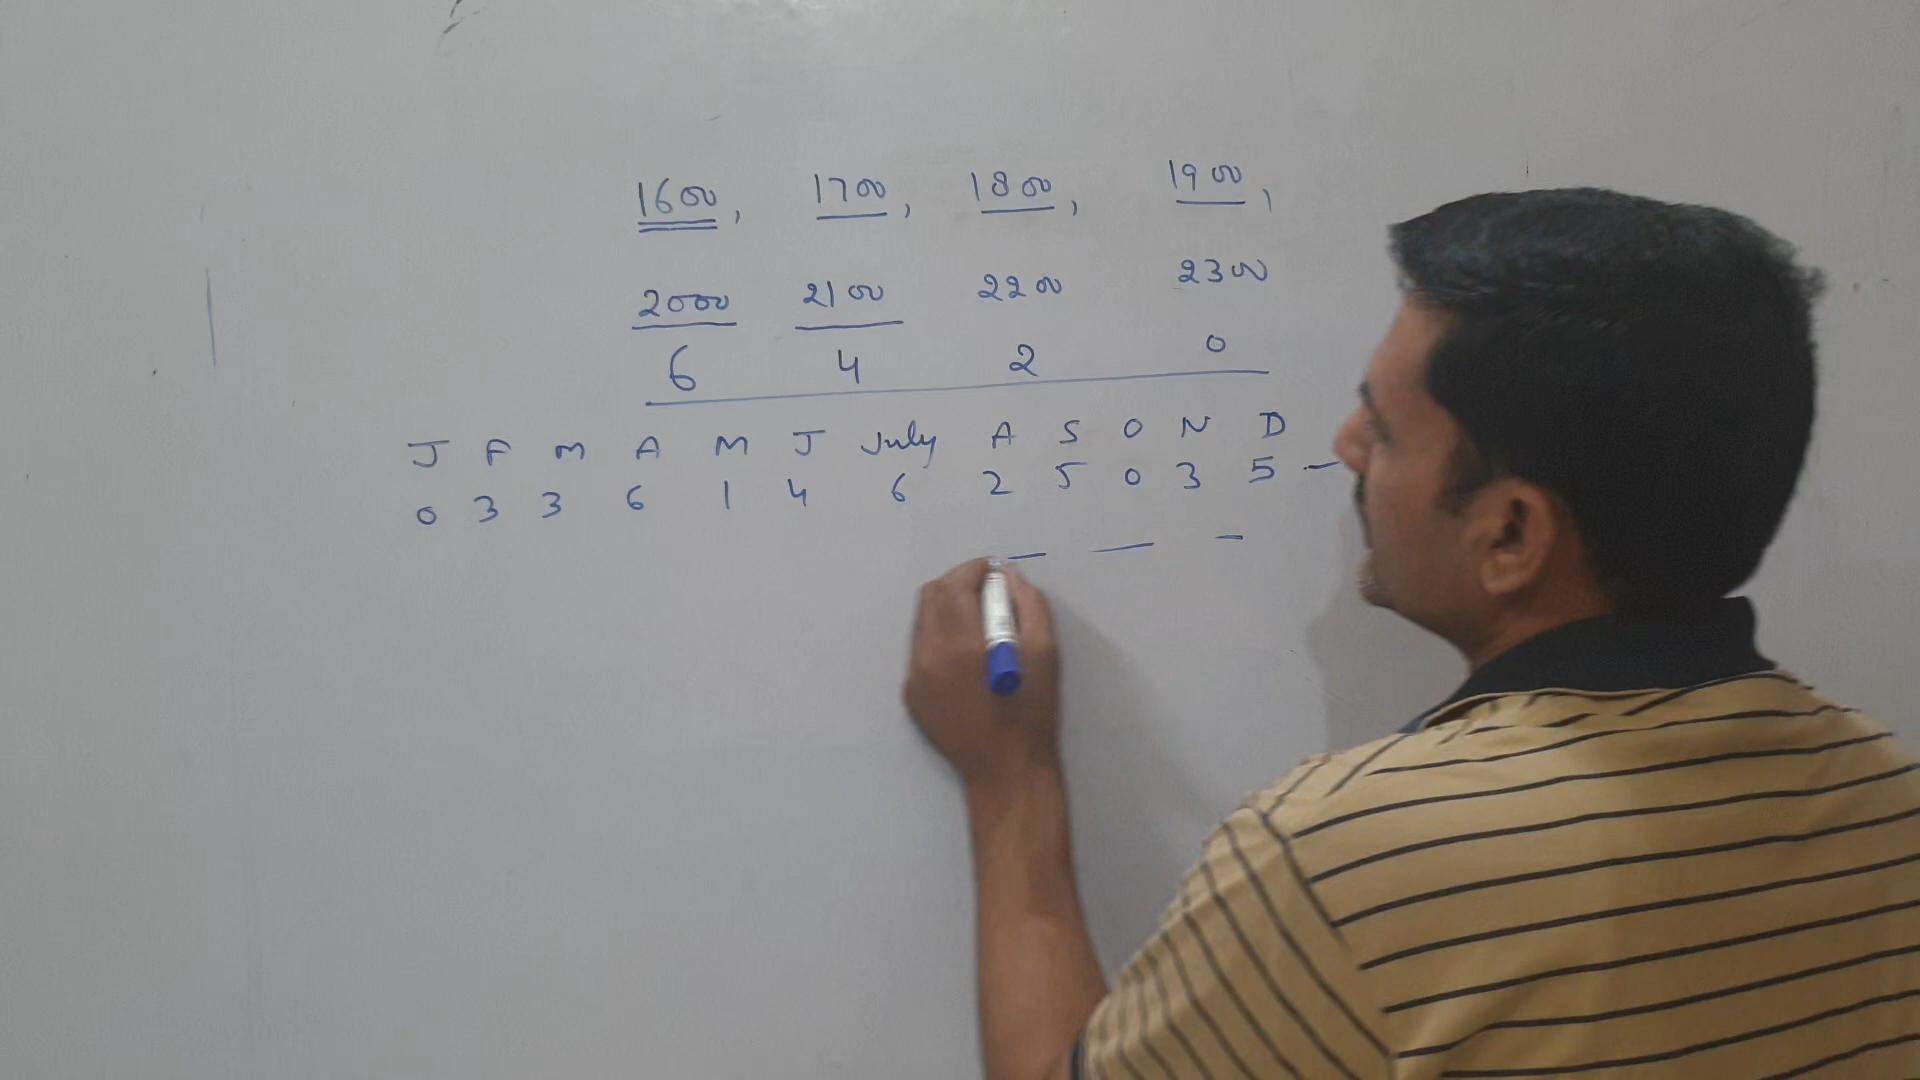 1600, 1700, 1800, 1900,
2000 2100 2200 2300
6 4 2 0
J F M A M J July A S O N D
0 3 3 6 1 4 6 2 5 0 3 5 —
— — —